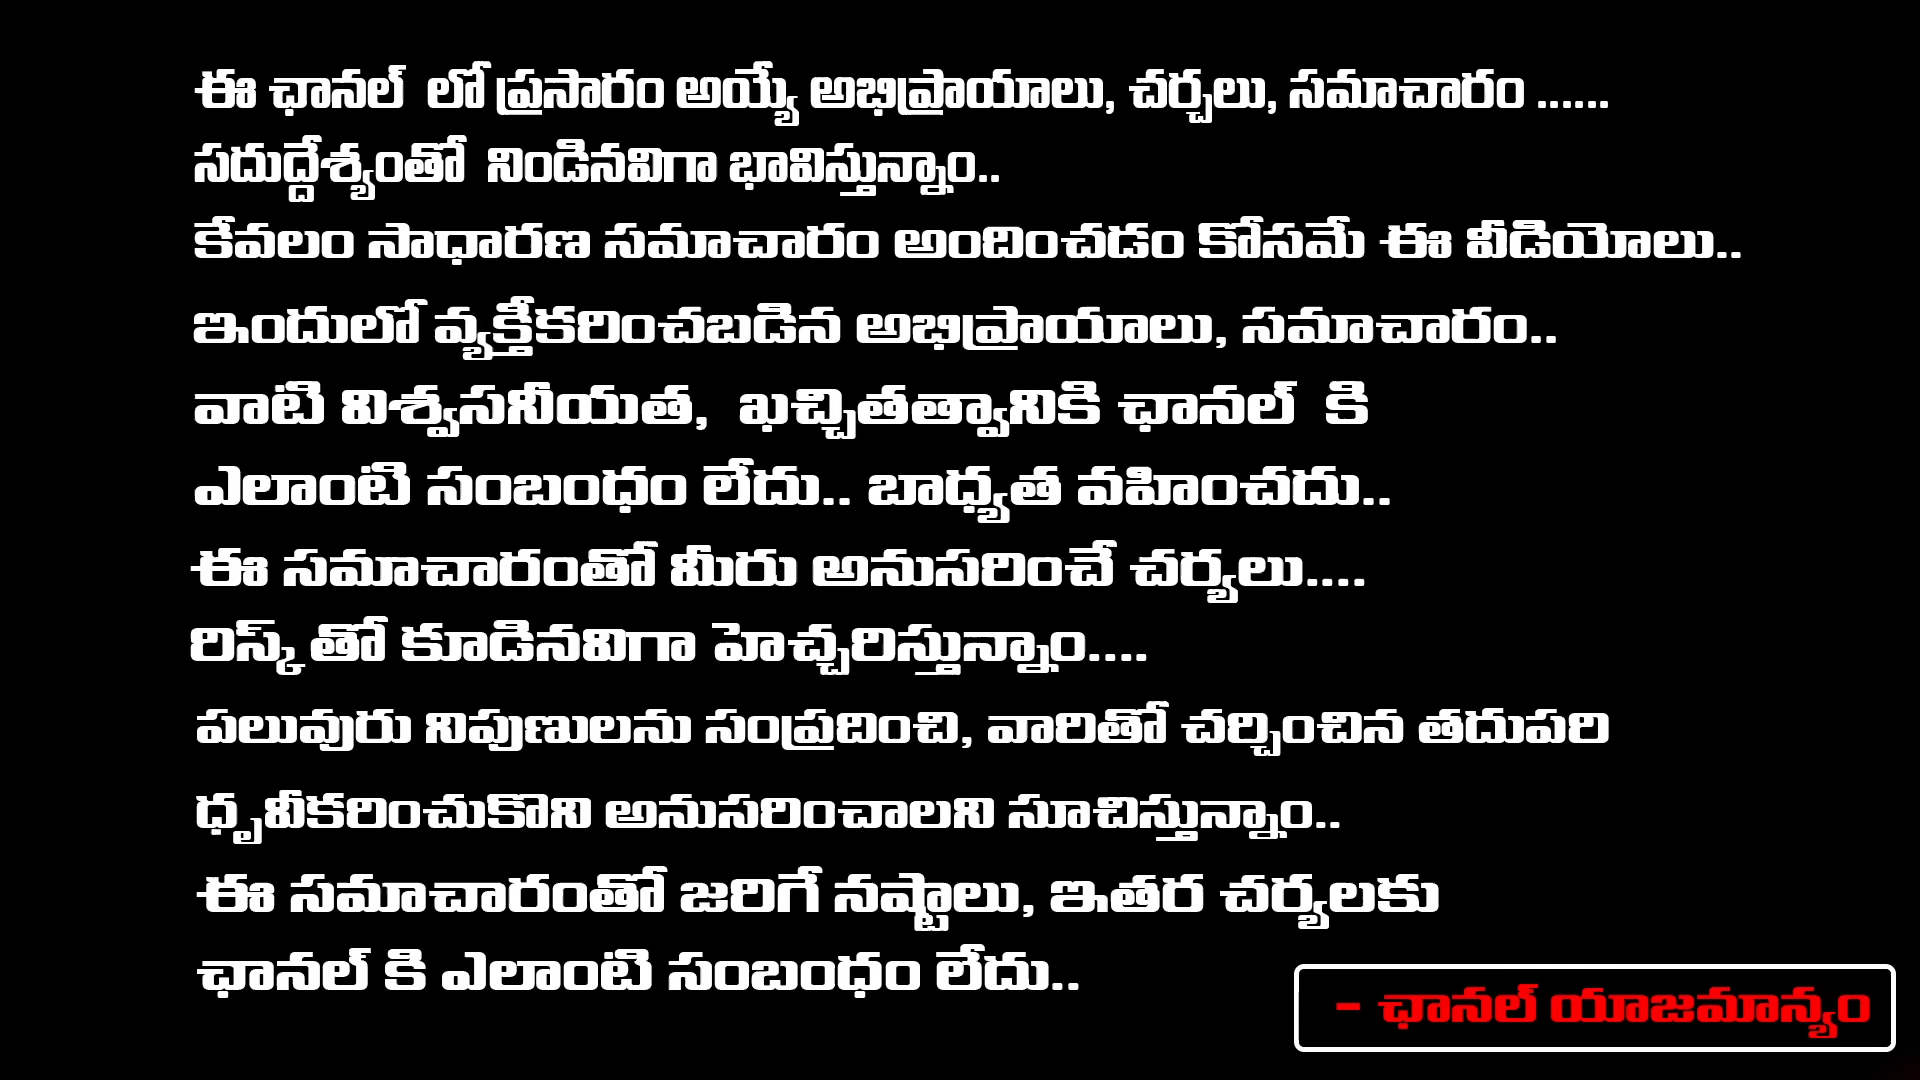 ఈ ఛానల్ లో ప్రసారం అయ్యే అభిప్రాయాలు, చర్చలు, సమాచారం ......
సదుద్దేశ్యంతో నిండినవిగా భావిస్తున్నాం..
కేవలం సాధారణ సమాచారం అందించడం కోసమే ఈ వీడియోలు..
ఇందులో వ్యక్తీకరించబడిన అభిప్రాయాలు, సమాచారం..
వాటి విశ్వసనీయత, ఖచ్చితత్వానికి ఛానల్ కి
ఎలాంటి సంబంధం లేదు.. బాధ్యత వహించదు..
ఈ సమాచారంతో మీరు అనుసరించే చర్యలు....
రిస్క్ తో కూడినవిగా హెచ్చరిస్తున్నాం....
పలువురు నిపుణులను సంప్రదించి, వారితో చర్చించిన తదుపరి
ధృవీకరించుకొని అనుసరించాలని సూచిస్తున్నాం..
ఈ సమాచారంతో జరిగే నష్టాలు, ఇతర చర్యలకు
ఛానల్ కి ఎలాంటి సంబంధం లేదు..
- ఛానల్ యాజమాన్యం